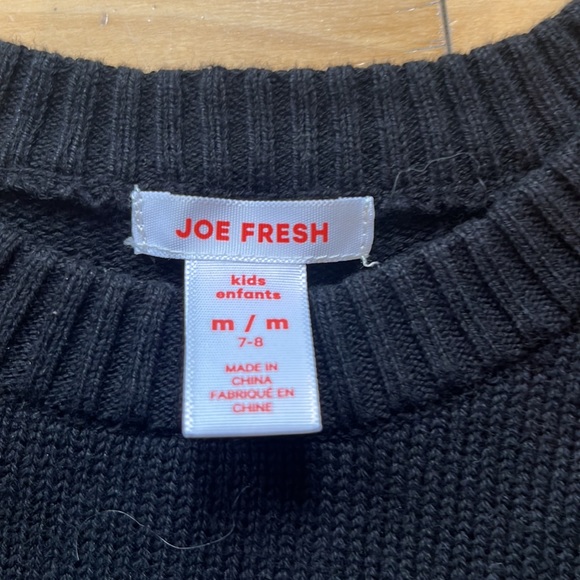 JOE FRESH
kids
enfants
m / m
7-8
MADE IN
CHINA
FABRIQUÉ EN
CHINE